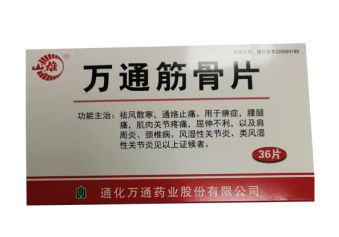 万通筋骨片
功能主治：祛风散寒，通络止痛。用于痹症，腰腿
痛，肌肉关节疼痛，屈伸不利，以及肩
周炎、颈椎病、风湿性关节炎、类风湿
性关节炎见以上证候者。
36片
通化万通药业股份有限公司